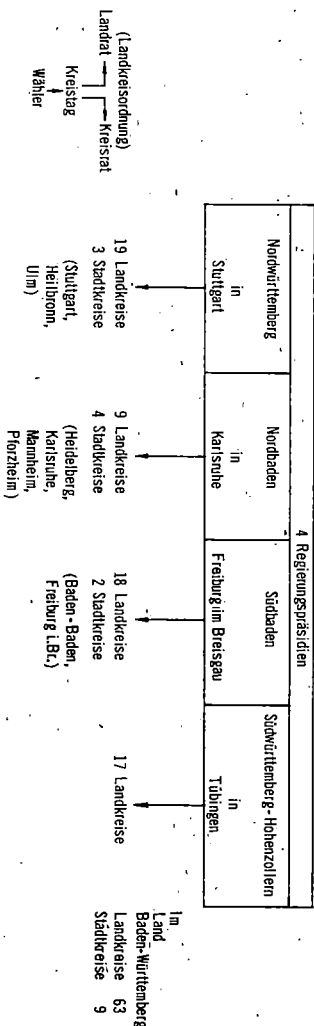 4 Regierungspräsidien
Nordwürttemberg
in
Stuttgart
Nordbaden
in
Karlsruhe
Südbaden
Freiburg im Breisgau
Südwürttemberg-Hohenzollern
in
Tübingen
19 Landkreise
3 Stadtkreise
(Stuttgart,
Heilbronn,
Ulm)
9 Landkreise
4 Stadtkreise
(Heidelberg,
Karlsruhe,
Mannheim,
Pforzheim)
18 Landkreise
2 Stadtkreise
(Baden-Baden,
Freiburg i.Br.)
17 Landkreise
Im
Land
Baden-Württemberg
Landkreise 63
Städtkreise 9
(Landkreisordnung)
Landrat
Kreisrat
Kreistag
Wähler